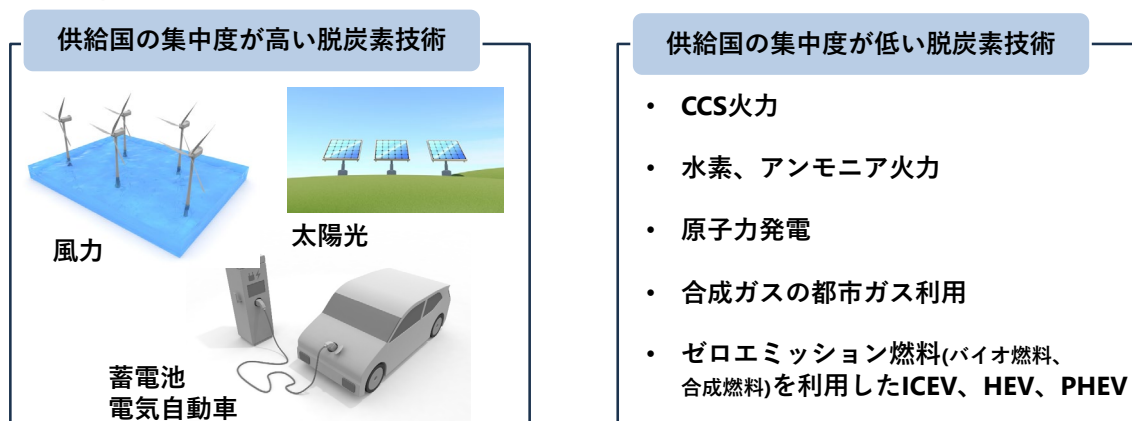 供給国の集中度が高い脱炭素技術
風力
太陽光
蓄電池
電気自動車
供給国の集中度が低い脱炭素技術
• CCS火力
• 水素、アンモニア火力
• 原子力発電
• 合成ガスの都市ガス利用
• ゼロエミッション燃料(バイオ燃料、
合成燃料)を利用したICEV、HEV、PHEV